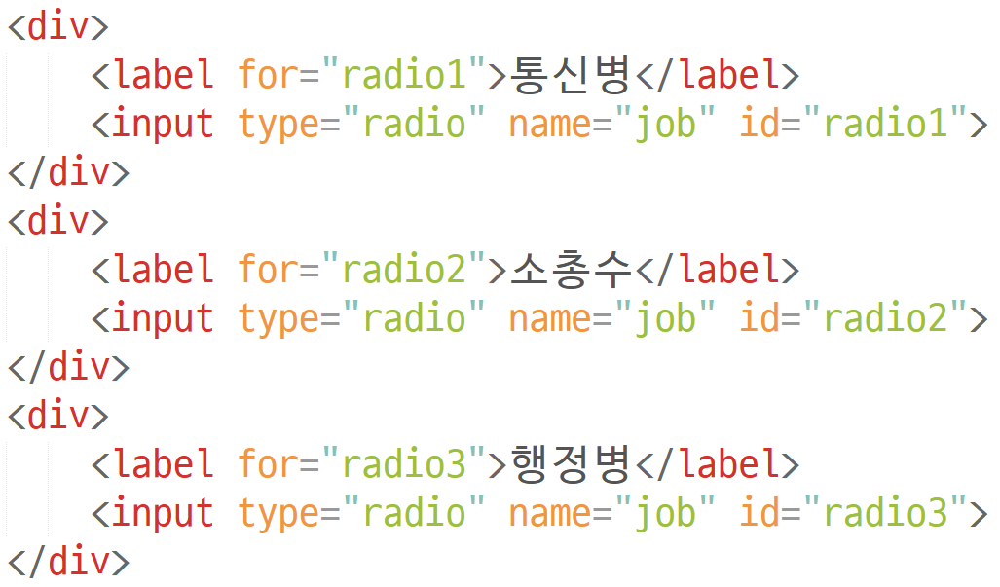 <div>
    <label for="radio1">통신병</label>
    <input type="radio" name="job" id="radio1">
</div>
<div>
    <label for="radio2">소총수</label>
    <input type="radio" name="job" id="radio2">
</div>
<div>
    <label for="radio3">행정병</label>
    <input type="radio" name="job" id="radio3">
</div>